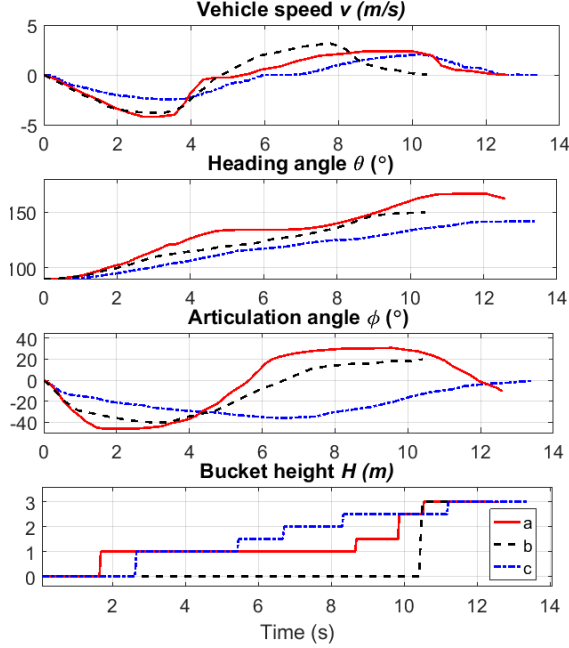 Vehicle speed v (m/s)
5
0
-5
0 2 4 6 8 10 12 14
Heading angle θ (°)
150
100
0 2 4 6 8 10 12 14
Articulation angle ϕ (°)
40
20
0
-20
-40
0 2 4 6 8 10 12 14
Bucket height H (m)
3
2
1
0
a
b
c
2 4 6 8 10 12 14
Time (s)